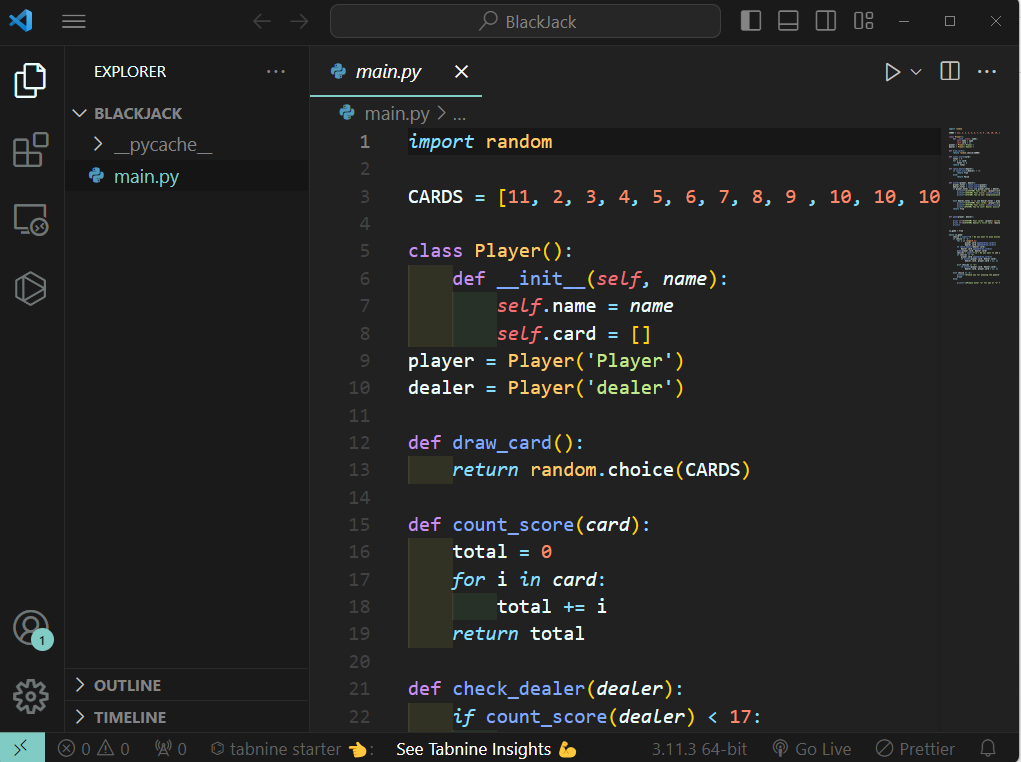 BlackJack
EXPLORER
main.py
BLACKJACK
main.py > ...
__pycache__
main.py
1 import random
2
3 CARDS = [11, 2, 3, 4, 5, 6, 7, 8, 9 , 10, 10, 10
4
5 class Player():
6 def __init__(self, name):
7 self.name = name
8 self.card = []
9 player = Player('Player')
10 dealer = Player('dealer')
11
12 def draw_card():
13 return random.choice(CARDS)
14
15 def count_score(card):
16 total = 0
17 for i in card:
18 total += i
19 return total
20
21 def check_dealer(dealer):
22 if count_score(dealer) < 17:
1
OUTLINE
TIMELINE
0 0 0 tabnine starter 👈: See Tabnine Insights 💪 3.11.3 64-bit Go Live Prettier